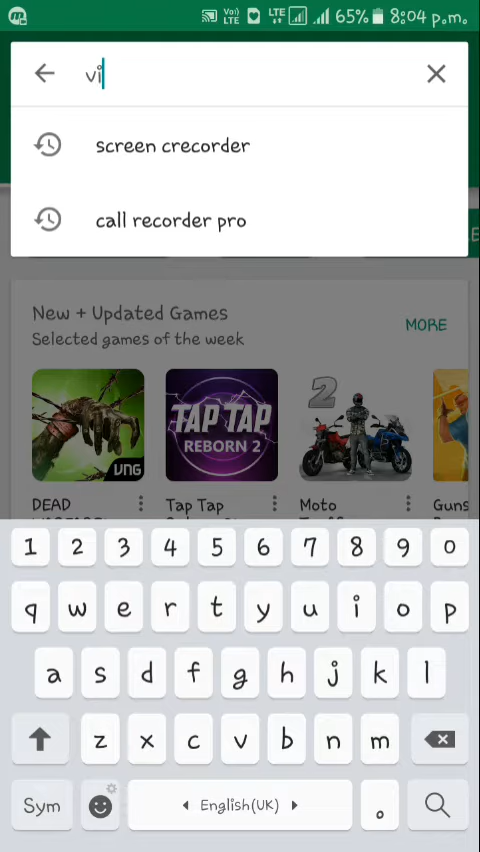 Vo) LTE LTE 65% 8:04 p.m.
vi
screen crecorder
call recorder pro
E
New + Updated Games
MORE
Selected games of the week
VNG
TAP TAP
REBORN 2
2
DEAD
Tap Tap
Moto
Guns
1 2 3 4 5 6 7 8 9 0
q w e r t y u i o p
a s d f g h j k l
z x c v b n m
Sym English(UK) .